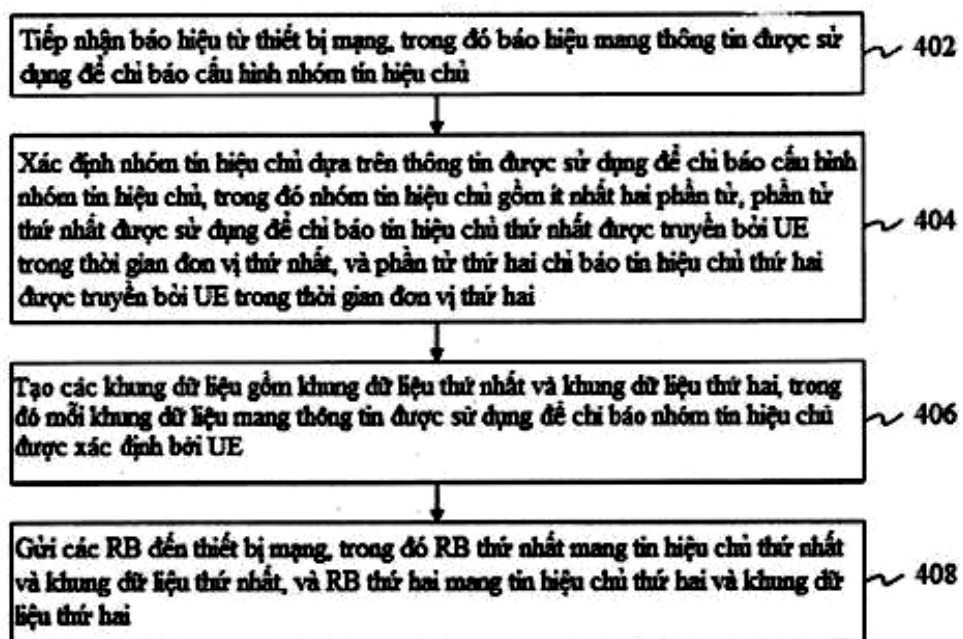 Tiếp nhận báo hiệu từ thiết bị mạng, trong đó báo hiệu mang thông tin được sử
dụng để chỉ báo cấu hình nhóm tín hiệu chủ
402
Xác định nhóm tín hiệu chủ dựa trên thông tin được sử dụng để chỉ báo cấu hình
nhóm tín hiệu chủ, trong đó nhóm tín hiệu chủ gồm ít nhất hai phần tử, phần tử
thứ nhất được sử dụng để chỉ báo tín hiệu chủ thứ nhất được truyền bởi UE
trong thời gian đơn vị thứ nhất, và phần tử thứ hai chỉ báo tín hiệu chủ thứ hai
được truyền bởi UE trong thời gian đơn vị thứ hai
404
Tạo các khung dữ liệu gồm khung dữ liệu thứ nhất và khung dữ liệu thứ hai, trong
đó mỗi khung dữ liệu mang thông tin được sử dụng để chỉ báo nhóm tín hiệu chủ
được xác định bởi UE
406
Gửi các RB đến thiết bị mạng, trong đó RB thứ nhất mang tín hiệu chủ thứ nhất
và khung dữ liệu thứ nhất, và RB thứ hai mang tín hiệu chủ thứ hai và khung dữ
liệu thứ hai
408